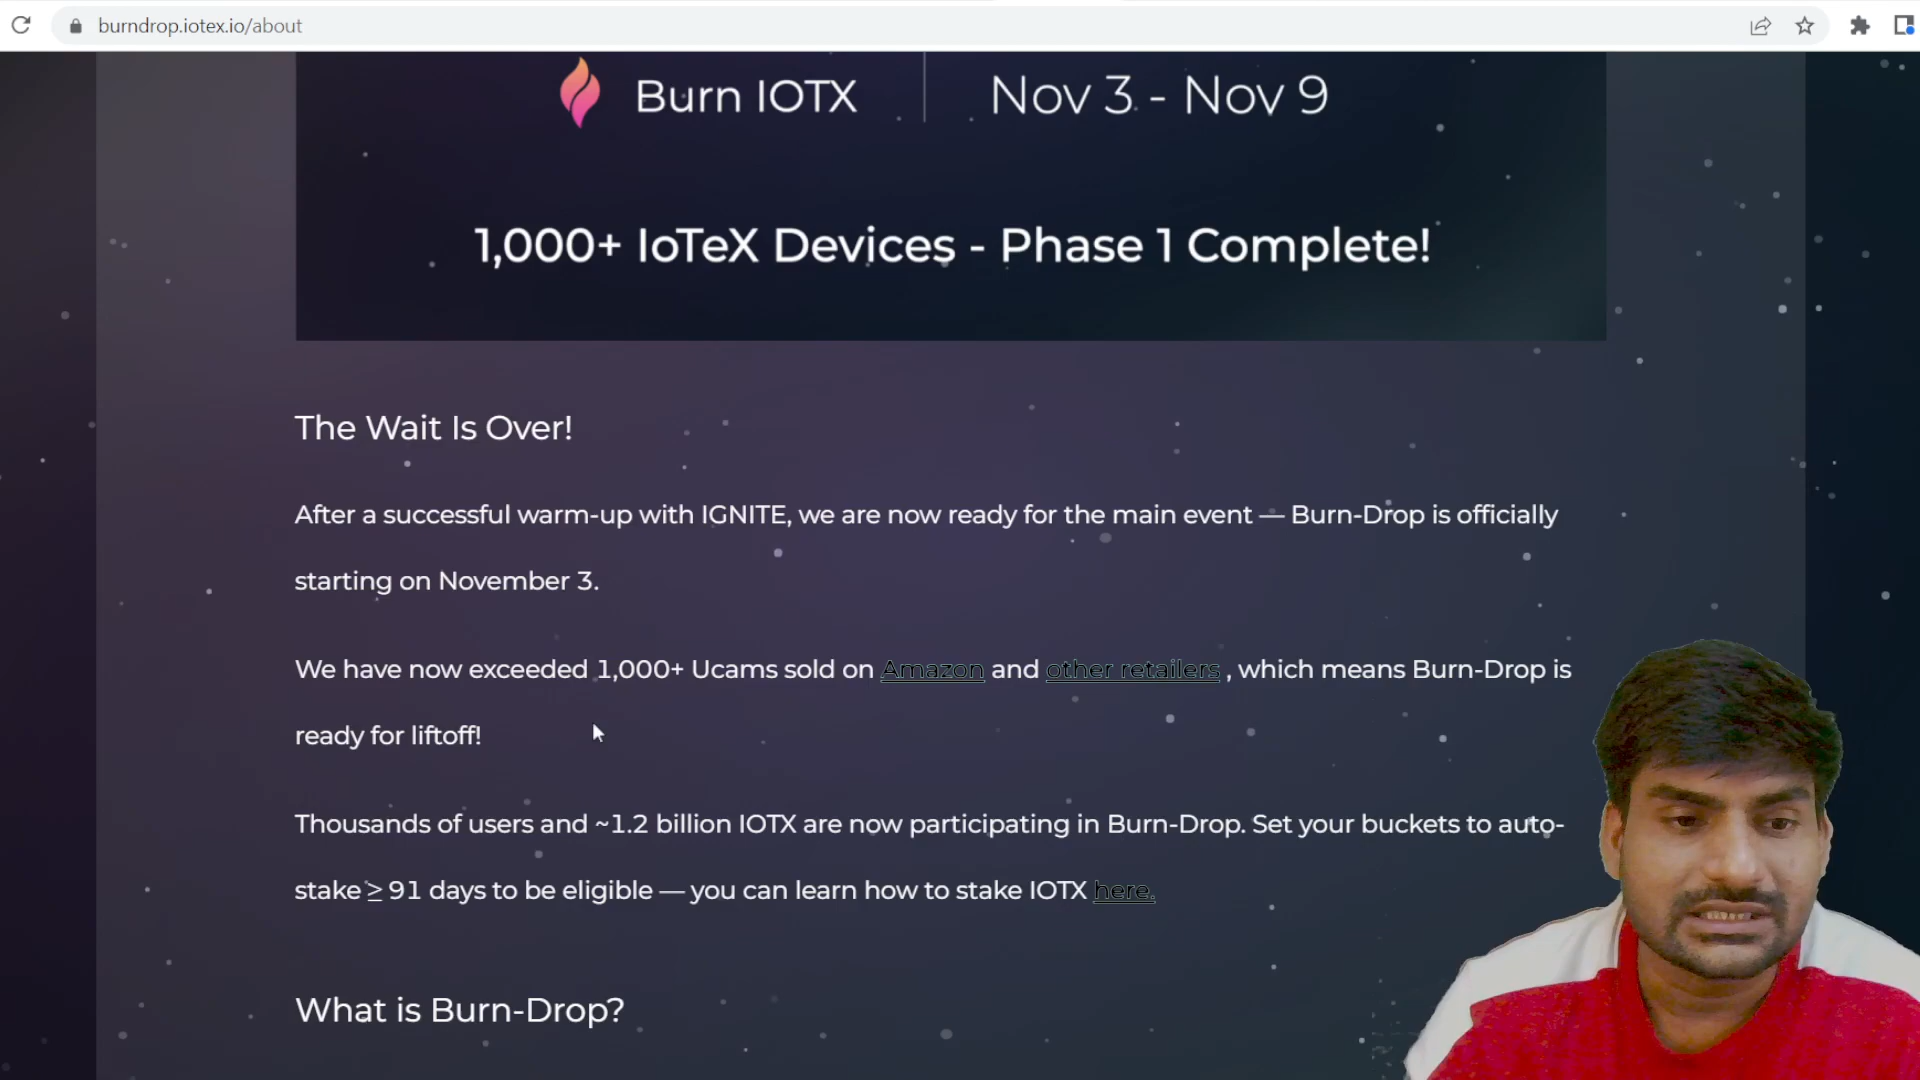 burndrop.iotex.io/about
Burn IOTX Nov 3 - Nov 9
1,000+ IoTeX Devices - Phase 1 Complete!
The Wait Is Over!
After a successful warm-up with IGNITE, we are now ready for the main event — Burn-Drop is officially
starting on November 3.
We have now exceeded 1,000+ Ucams sold on Amazon and other retailers , which means Burn-Drop is
ready for liftoff!
Thousands of users and ~1.2 billion IOTX are now participating in Burn-Drop. Set your buckets to auto-
stake ≥ 91 days to be eligible — you can learn how to stake IOTX here.
What is Burn-Drop?